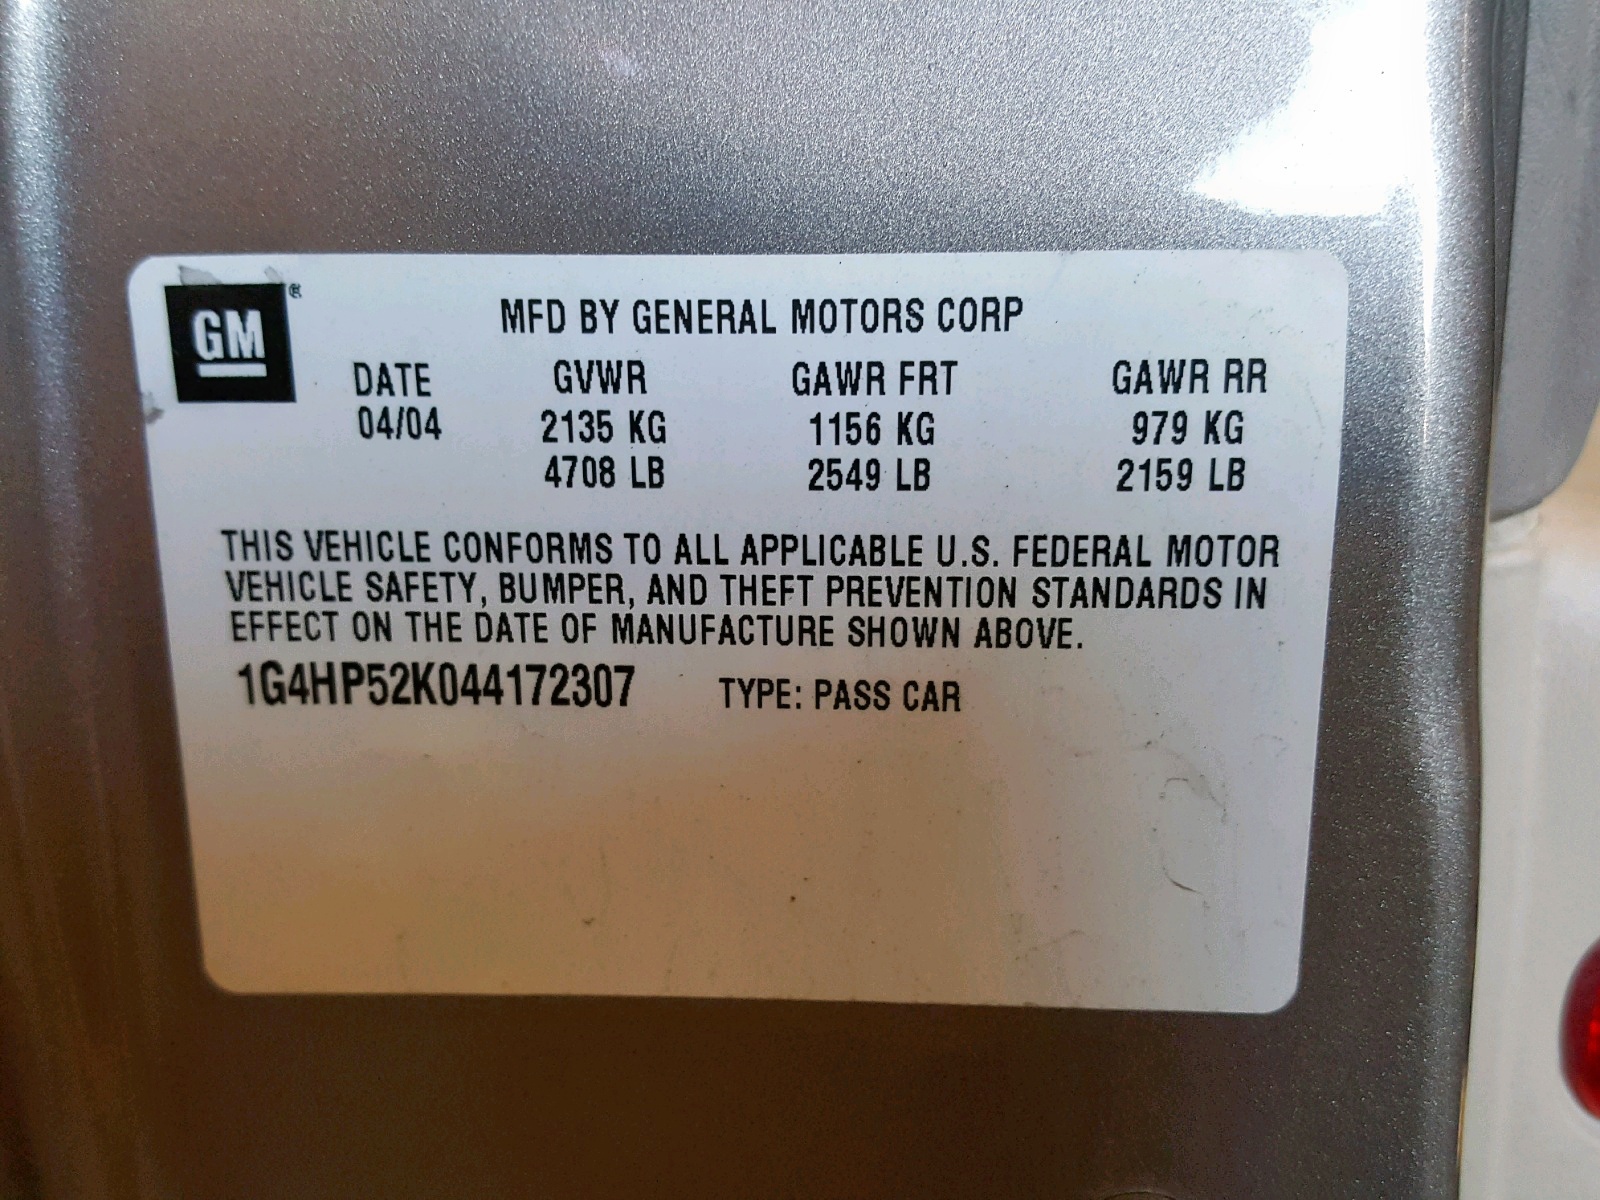 GM®
MFD BY GENERAL MOTORS CORP
DATE GVWR GAWR FRT GAWR RR
04/04 2135 KG 1156 KG 979 KG
4708 LB 2549 LB 2159 LB
THIS VEHICLE CONFORMS TO ALL APPLICABLE U.S. FEDERAL MOTOR
VEHICLE SAFETY, BUMPER, AND THEFT PREVENTION STANDARDS IN
EFFECT ON THE DATE OF MANUFACTURE SHOWN ABOVE.
1G4HP52K044172307 TYPE: PASS CAR